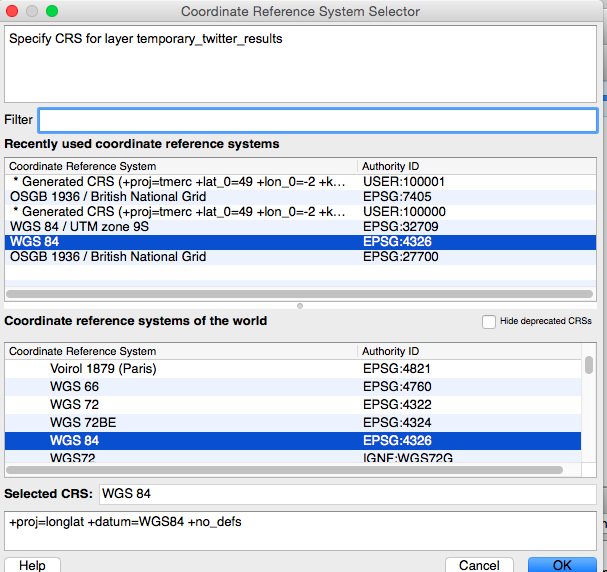 Coordinate Reference System Selector
Specify CRS for layer temporary_twitter_results
Filter
Recently used coordinate reference systems
Coordinate Reference System Authority ID
* Generated CRS (+proj=tmerc +lat_0=49 +lon_0=-2 +k... USER:100001
OSGB 1936 / British National Grid EPSG:7405
* Generated CRS (+proj=tmerc +lat_0=49 +lon_0=-2 +k... USER:100000
WGS 84 / UTM zone 9S EPSG:32709
WGS 84 EPSG:4326
OSGB 1936 / British National Grid EPSG:27700
Coordinate reference systems of the world Hide deprecated CRSs
Coordinate Reference System Authority ID
Voirol 1879 (Paris) EPSG:4821
WGS 66 EPSG:4760
WGS 72 EPSG:4322
WGS 72BE EPSG:4324
WGS 84 EPSG:4326
WGS72 IGNF:WGS72G
Selected CRS: WGS 84
+proj=longlat +datum=WGS84 +no_defs
Help Cancel OK